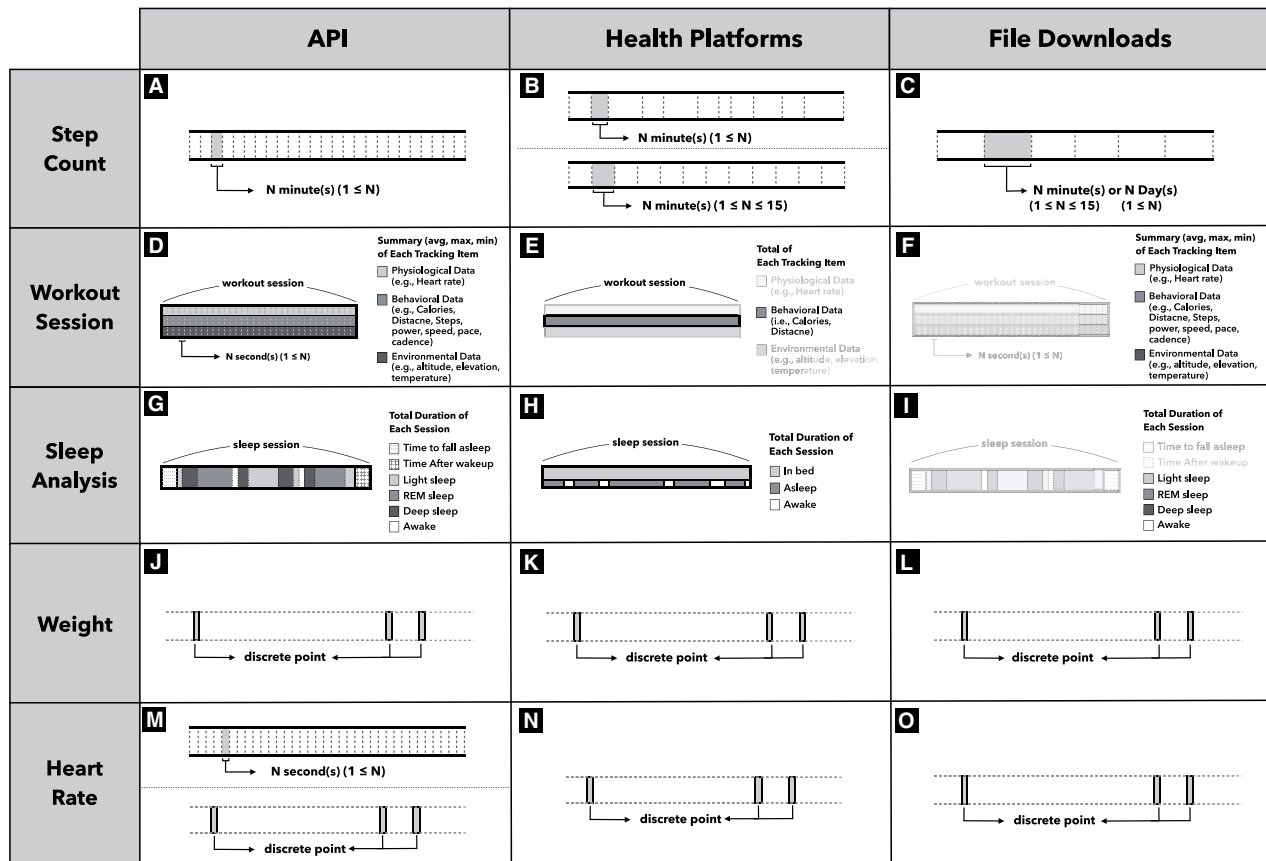 API
Health Platforms
File Downloads
Step
Count
A
N minute(s) (1 ≤ N)
B
N minute(s) (1 ≤ N)
N minute(s) (1 ≤ N ≤ 15)
C
N minute(s) or N Day(s)
(1 ≤ N ≤ 15) (1 ≤ N)
Workout
Session
D
workout session
N second(s) (1 ≤ N)
Summary (avg, max, min)
of Each Tracking Item
Physiological Data
(e.g., Heart rate)
Behavioral Data
(e.g., Calories,
Distacne, Steps,
power, speed, pace,
cadence)
Environmental Data
(e.g., altitude, elevation,
temperature)
E
workout session
Total of
Each Tracking Item
Physiological Data
(e.g., Heart rate)
Behavioral Data
(i.e., Calories,
Distacne)
Environmental Data
(e.g., altitude, elevation,
temperature)
F
workout session
N second(s) (1 ≤ N)
Summary (avg, max, min)
of Each Tracking Item
Physiological Data
(e.g., Heart rate)
Behavioral Data
(e.g., Calories,
Distacne, Steps,
power, speed, pace,
cadence)
Environmental Data
(e.g., altitude, elevation,
temperature)
Sleep
Analysis
G
sleep session
Total Duration of
Each Session
Time to fall asleep
Time After wakeup
Light sleep
REM sleep
Deep sleep
Awake
H
sleep session
Total Duration of
Each Session
In bed
Asleep
Awake
I
sleep session
Total Duration of
Each Session
Time to fall asleep
Time After wakeup
Light sleep
REM sleep
Deep sleep
Awake
Weight
J
discrete point
K
discrete point
L
discrete point
Heart
Rate
M
N second(s) (1 ≤ N)
discrete point
N
discrete point
O
discrete point